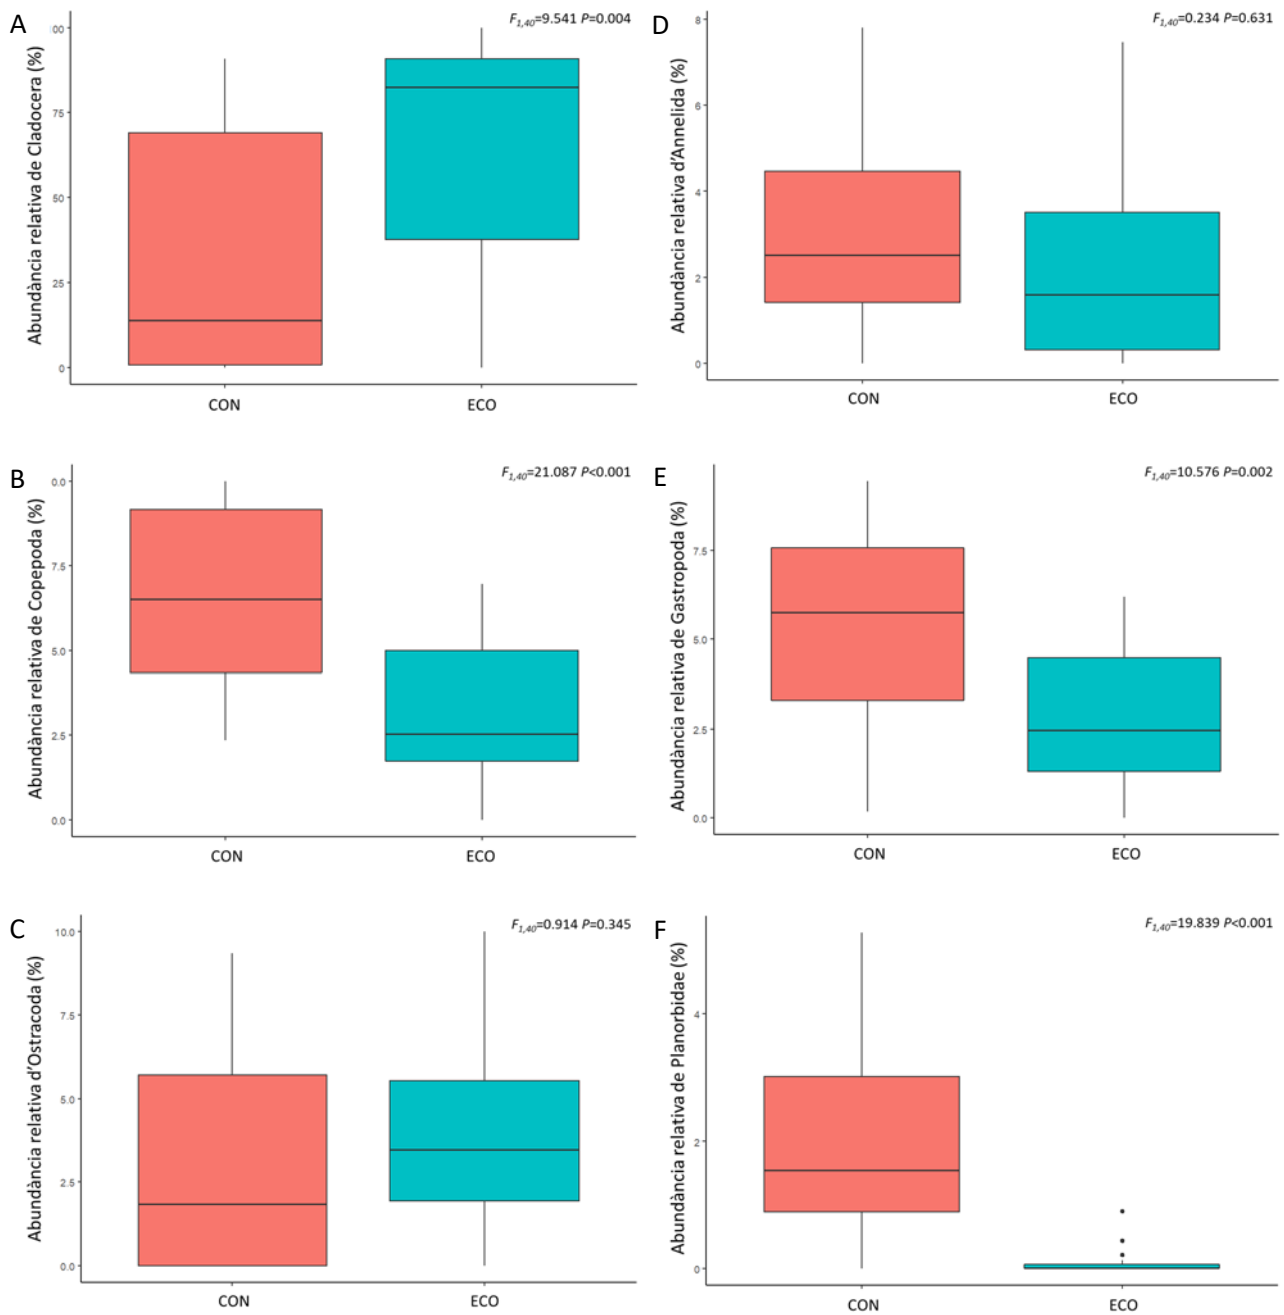 A
F1,40=9.541 P=0.004
Abundància relativa de Cladocera (%)
00
75
50
25
0
CON
ECO
D
F1,40=0.234 P=0.631
Abundància relativa d'Annelida (%)
8
6
4
2
0
CON
ECO
B
F1,40=21.087 P<0.001
Abundància relativa de Copepoda (%)
0.0
7.5
5.0
2.5
0.0
CON
ECO
E
F1,40=10.576 P=0.002
Abundància relativa de Gastropoda (%)
7.5
5.0
2.5
0.0
CON
ECO
C
F1,40=0.914 P=0.345
Abundància relativa d'Ostracoda (%)
10.0
7.5
5.0
2.5
0.0
CON
ECO
F
F1,40=19.839 P<0.001
Abundància relativa de Planorbidae (%)
4
2
0
CON
ECO